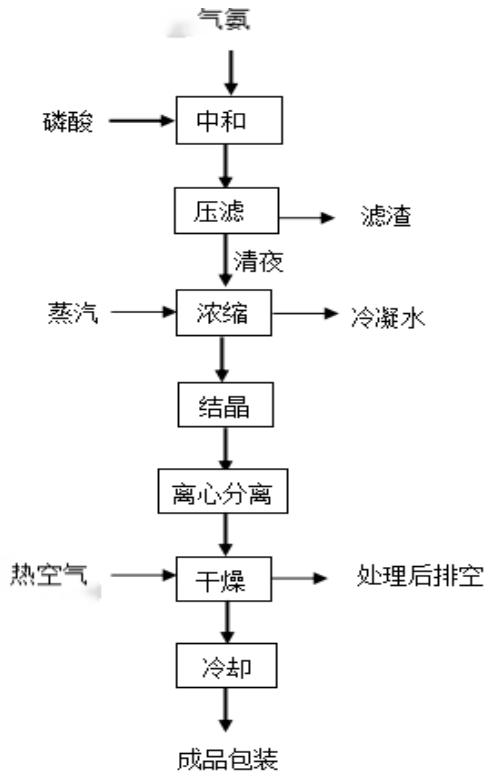 气氨
磷酸
中和
压滤
滤渣
清夜
蒸汽
浓缩
冷凝水
结晶
离心分离
热空气
干燥
处理后排空
冷却
成品包装